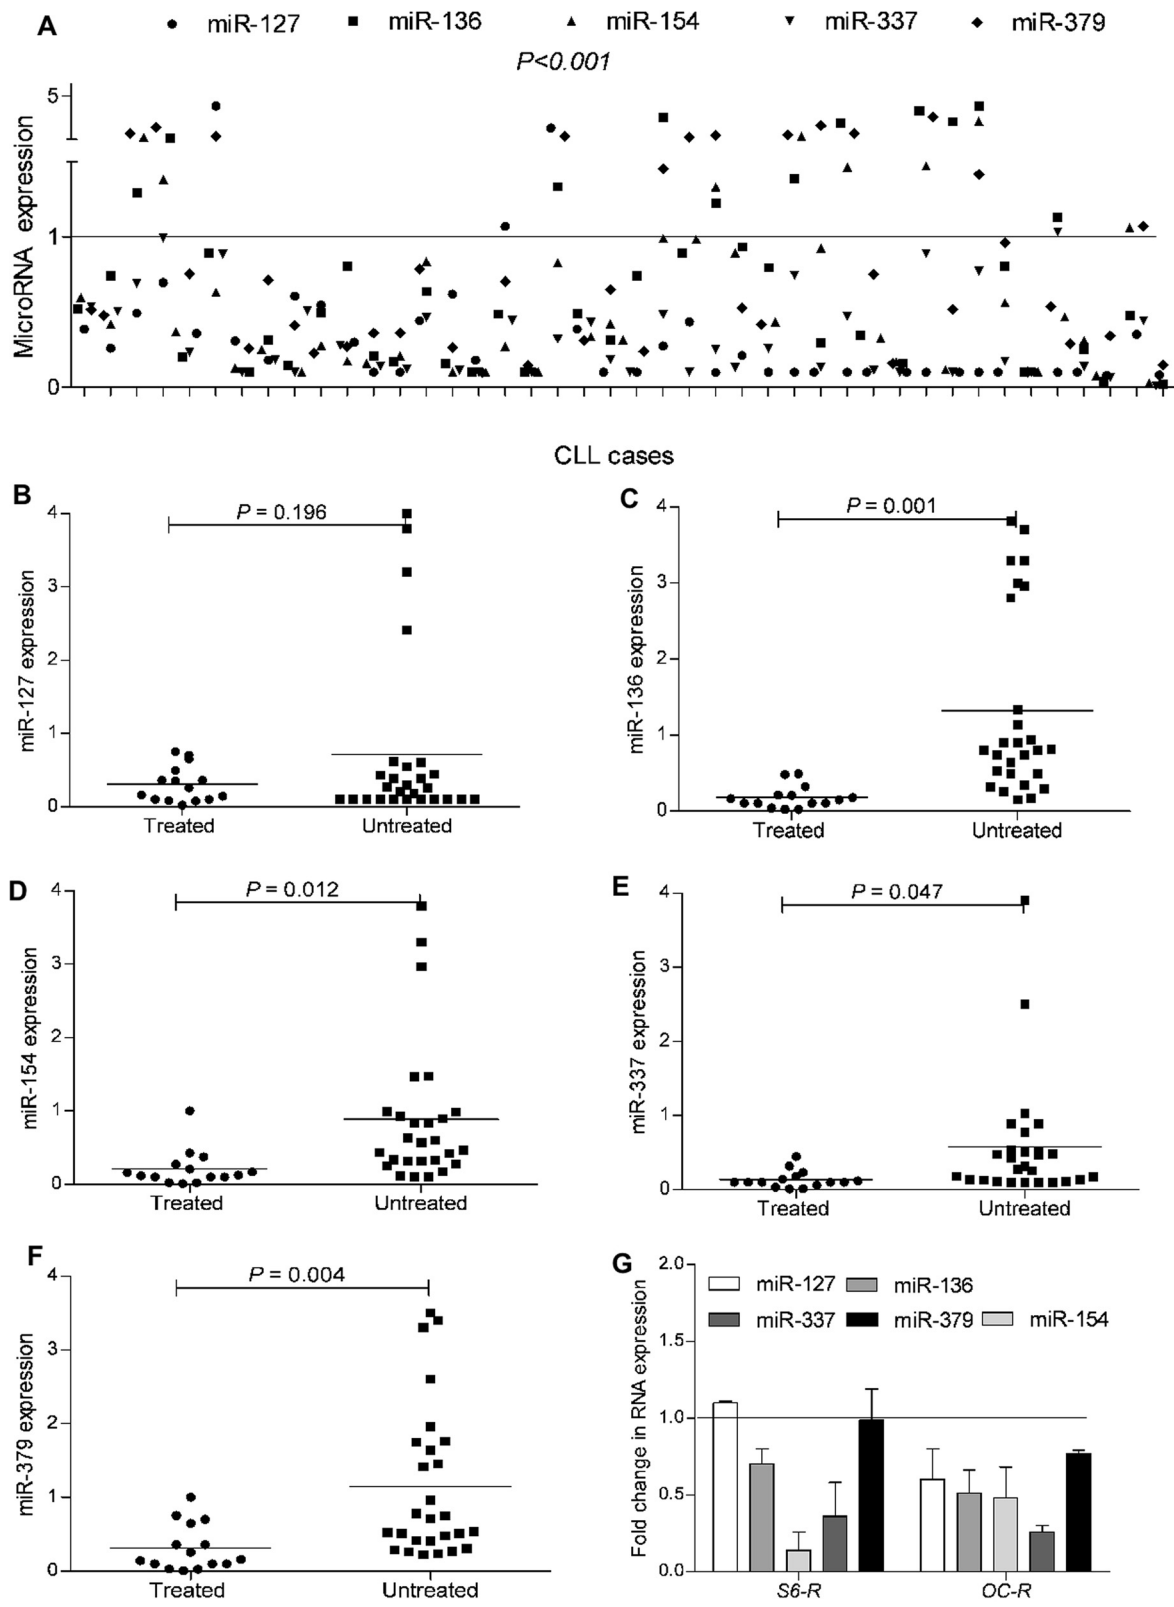 A
miR-127 miR-136 miR-154 miR-337 miR-379
P<0.001
MicroRNA expression
5
1
0
CLL cases
B
P = 0.196
miR-127 expression
4
3
2
1
0
Treated Untreated
C
P = 0.001
miR-136 expression
4
3
2
1
0
Treated Untreated
D
P = 0.012
miR-154 expression
4
3
2
1
0
Treated Untreated
E
P = 0.047
miR-337 expression
4
3
2
1
0
Treated Untreated
F
P = 0.004
miR-379 expression
4
3
2
1
0
Treated Untreated
G
Fold change in RNA expression
2.0
1.5
1.0
0.5
0.0
miR-127 miR-136
miR-337 miR-379 miR-154
S6-R OC-R